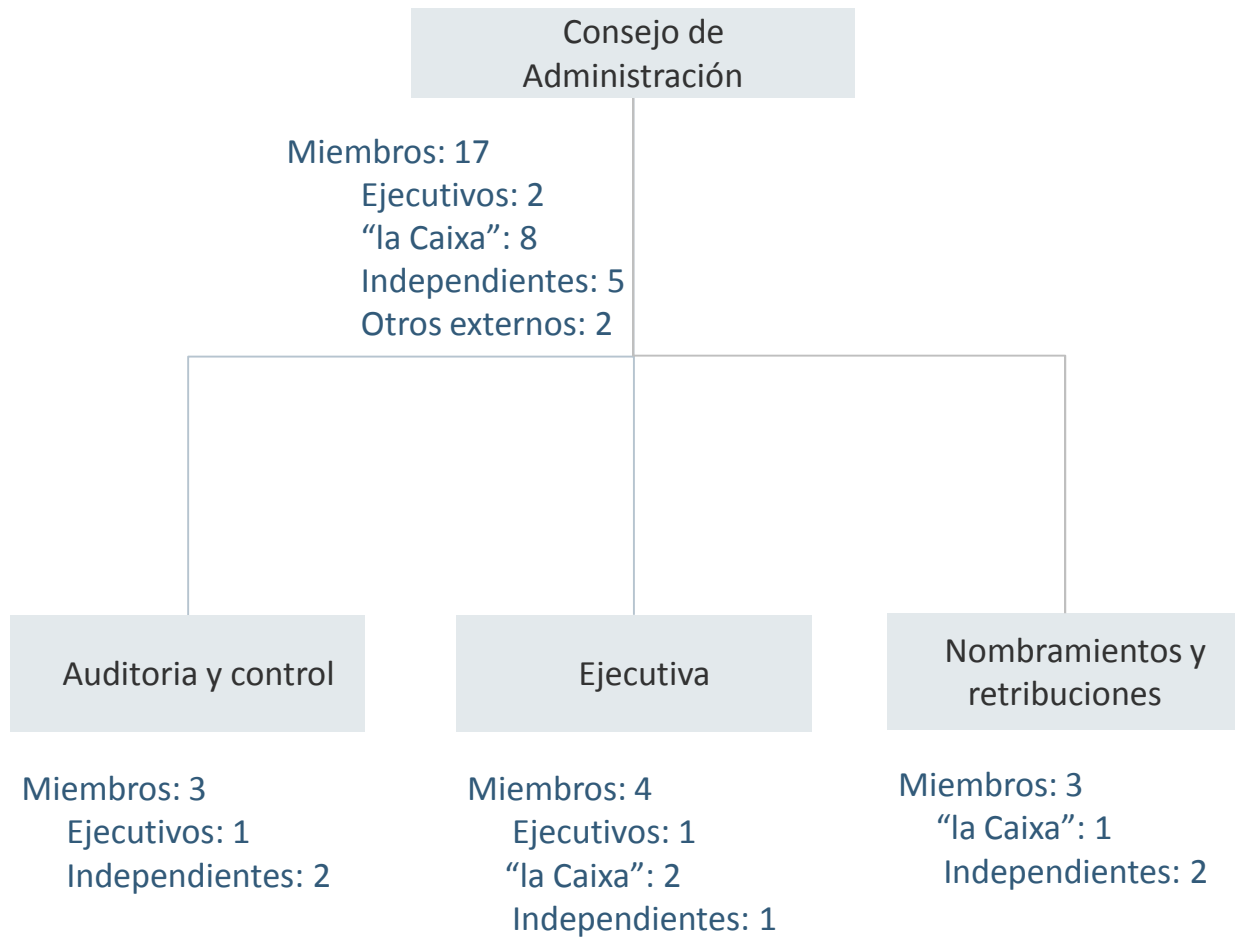 Consejo de
Administración
Miembros: 17
Ejecutivos: 2
“la Caixa”: 8
Independientes: 5
Otros externos: 2
Auditoria y control
Miembros: 3
Ejecutivos: 1
Independientes: 2
Ejecutiva
Miembros: 4
Ejecutivos: 1
“la Caixa”: 2
Independientes: 1
Nombramientos y
retribuciones
Miembros: 3
“la Caixa”: 1
Independientes: 2